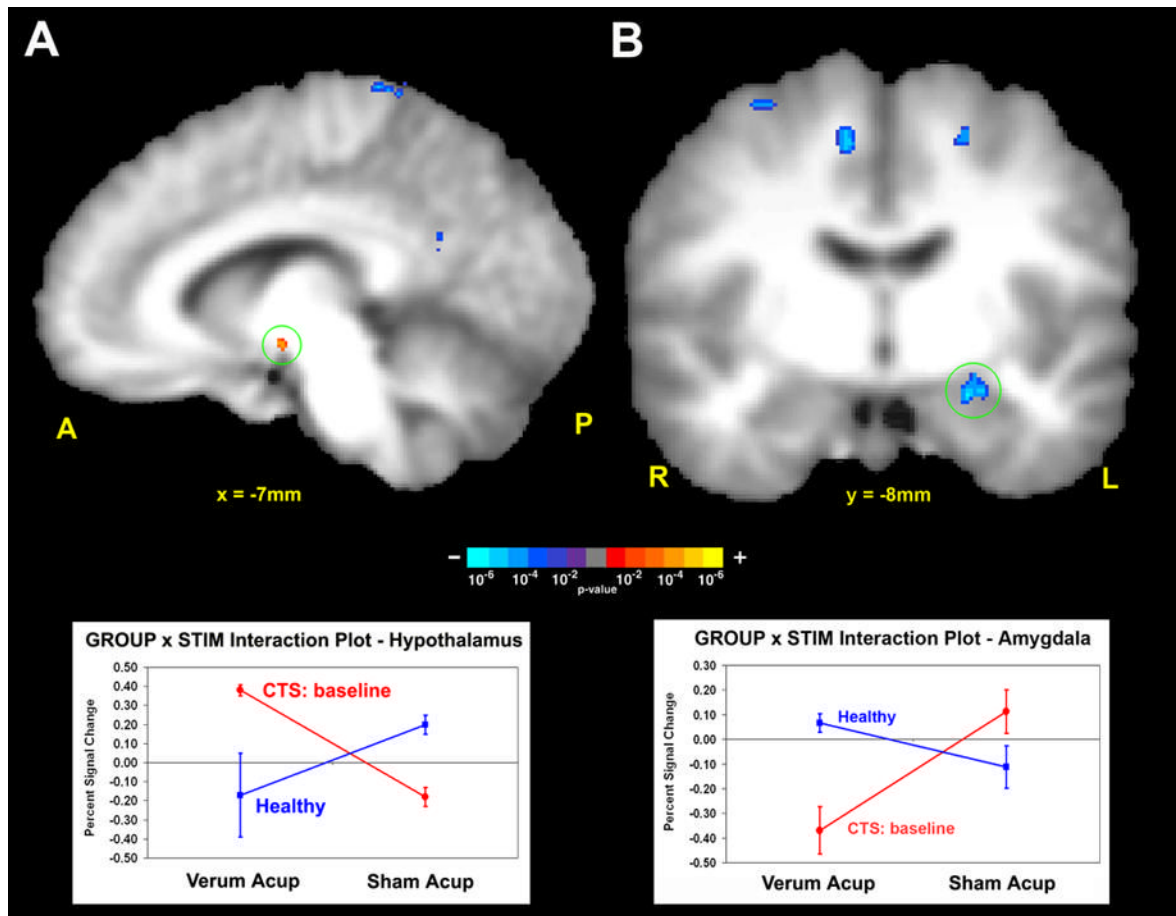 A
B
A
P
x = -7mm
R
L
y = -8mm
− +
10-6 10-4 10-2 10-2 10-4 10-6
p-value
GROUP x STIM Interaction Plot - Hypothalamus
Percent Signal Change
0.50
0.40
0.30
0.20
0.10
0.00
-0.10
-0.20
-0.30
-0.40
-0.50
CTS: baseline
Healthy
Verum Acup Sham Acup
GROUP x STIM Interaction Plot - Amygdala
Percent Signal Change
0.30
0.20
0.10
0.00
-0.10
-0.20
-0.30
-0.40
-0.50
Healthy
CTS: baseline
Verum Acup Sham Acup